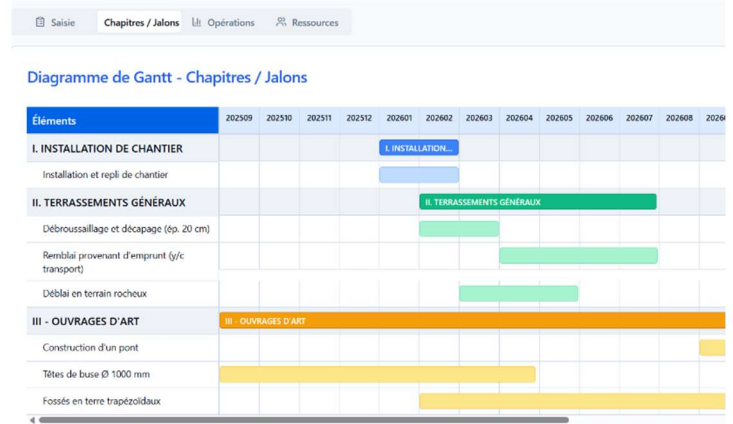 Saisie Chapitres / Jalons Opérations Ressources
Diagramme de Gantt - Chapitres / Jalons
Éléments 202509 202510 202511 202512 202601 202602 202603 202604 202605 202606 202607 202608 2026
I. INSTALLATION DE CHANTIER I. INSTALLATION...
Installation et repli de chantier
II. TERRASSEMENTS GÉNÉRAUX II. TERRASSEMENTS GÉNÉRAUX
Débroussaillage et décapage (ép. 20 cm)
Remblai provenant d'emprunt (y/c
transport)
Déblai en terrain rocheux
III - OUVRAGES D'ART III - OUVRAGES D'ART
Construction d'un pont
Têtes de buse Ø 1000 mm
Fossés en terre trapézoïdaux